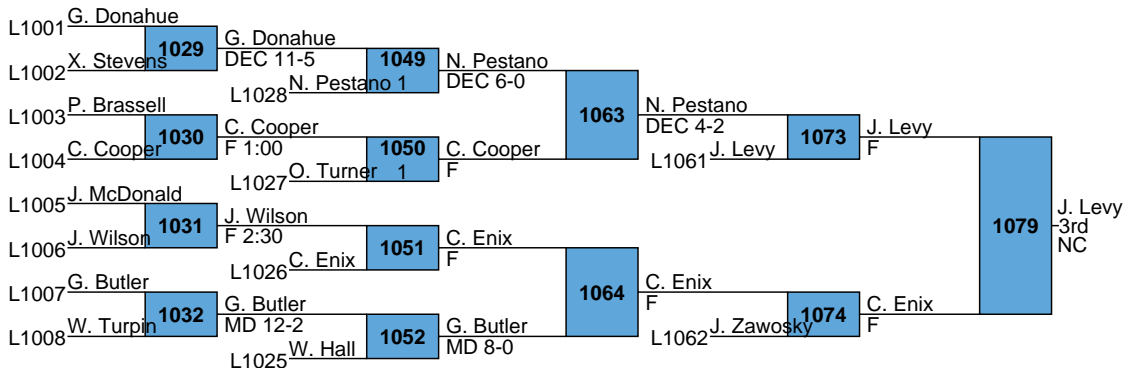 L1001 G. Donahue
1029
L1002 X. Stevens
G. Donahue
DEC 11-5
1049
L1028 N. Pestano 1
N. Pestano
DEC 6-0
L1003 P. Brassell
1030
L1004 C. Cooper
C. Cooper
F 1:00
1050
L1027 O. Turner 1
C. Cooper
F
1063
N. Pestano
DEC 4-2
1073
L1061 J. Levy
J. Levy
F
L1005 J. McDonald
1031
L1006 J. Wilson
J. Wilson
F 2:30
1051
L1026 C. Enix
C. Enix
F
L1007 G. Butler
1032
L1008 W. Turpin
G. Butler
MD 12-2
1052
L1025 W. Hall
G. Butler
MD 8-0
1064
C. Enix
F
1074
L1062 J. Zawosky
C. Enix
F
1079
J. Levy
3rd
NC